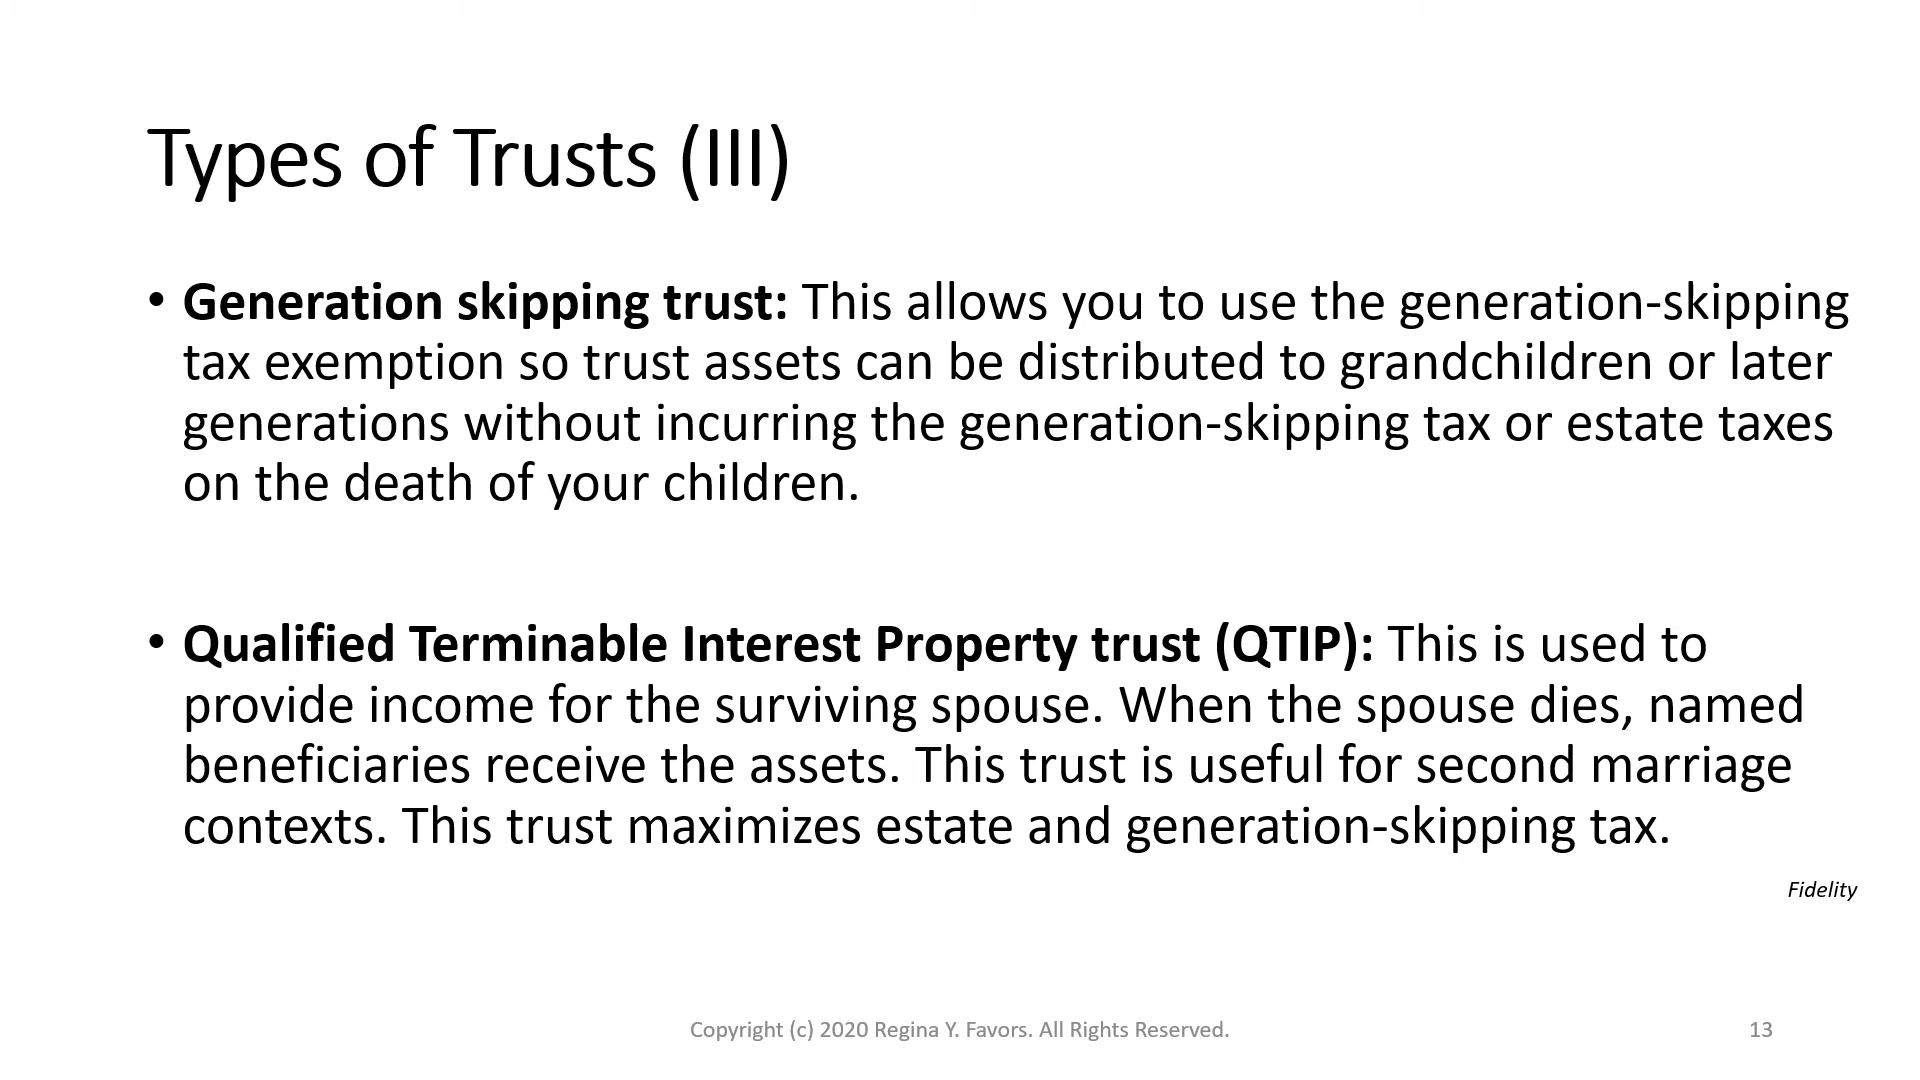 Types of Trusts (III)
• Generation skipping trust: This allows you to use the generation-skipping
tax exemption so trust assets can be distributed to grandchildren or later
generations without incurring the generation-skipping tax or estate taxes
on the death of your children.
• Qualified Terminable Interest Property trust (QTIP): This is used to
provide income for the surviving spouse. When the spouse dies, named
beneficiaries receive the assets. This trust is useful for second marriage
contexts. This trust maximizes estate and generation-skipping tax.
Fidelity
Copyright (c) 2020 Regina Y. Favors. All Rights Reserved.
13